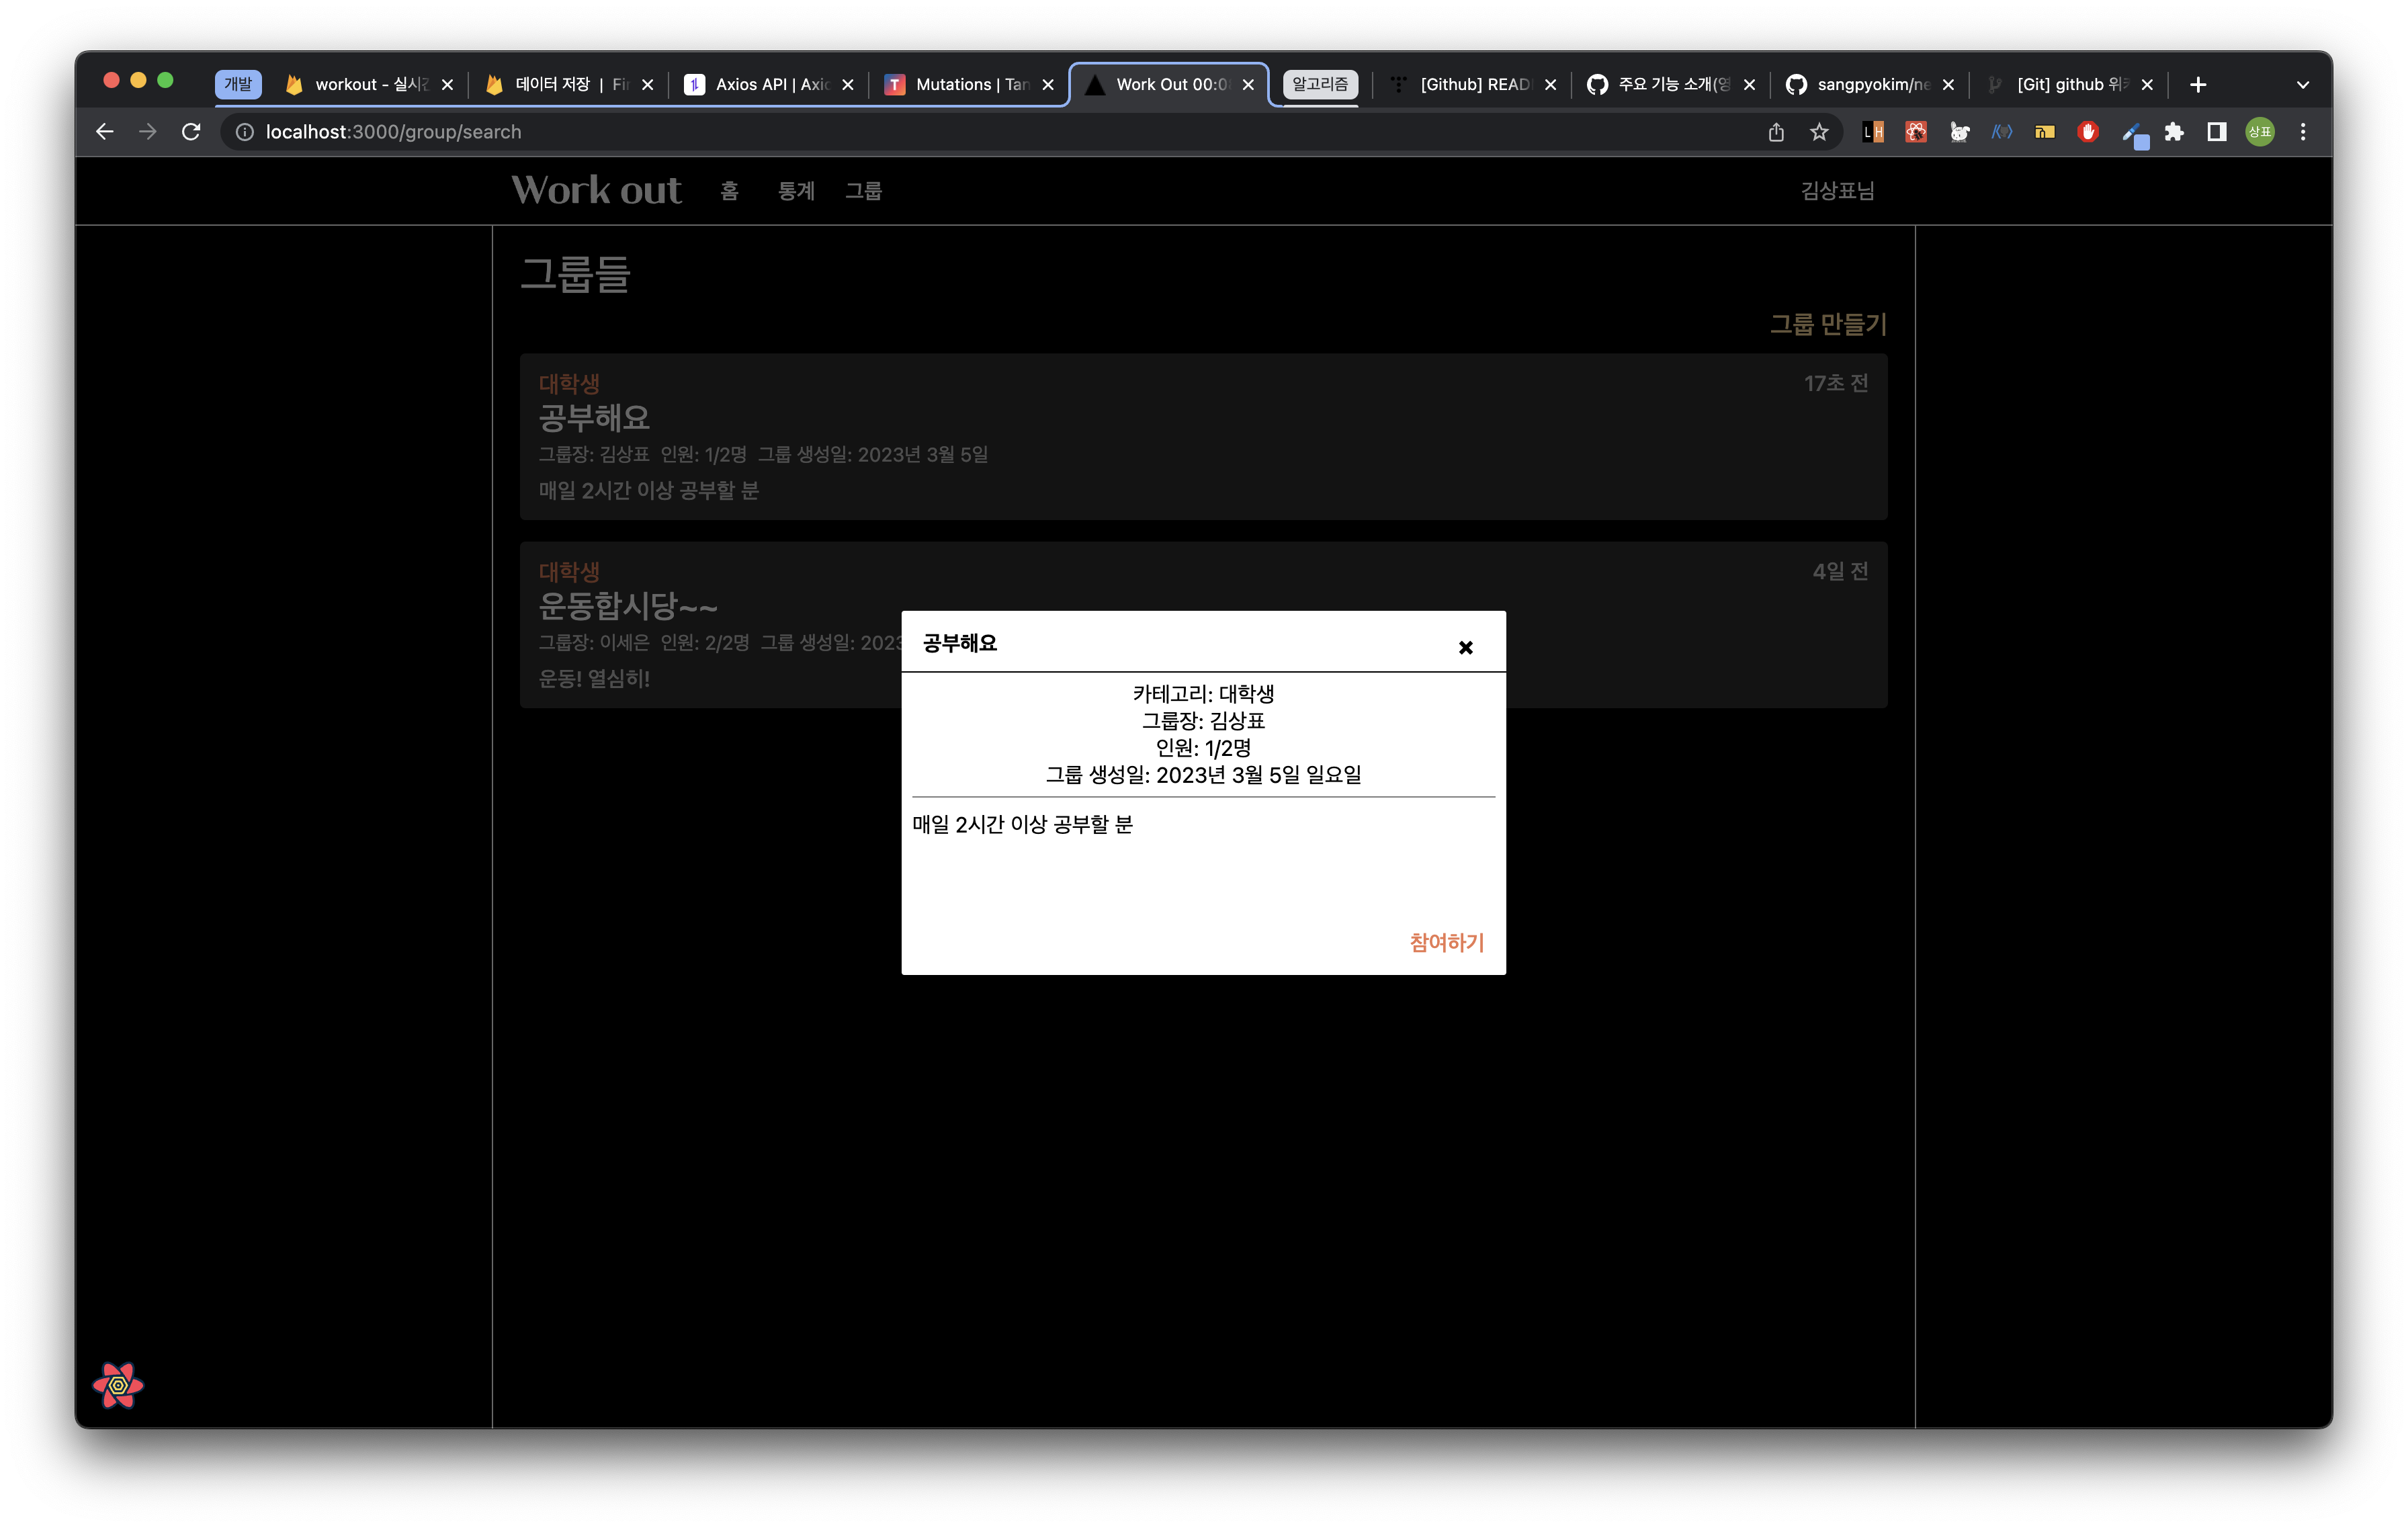 개발
workout - 실시간
데이터 저장 | Fir
Axios API | Axio
Mutations | Tan
Work Out 00:0
알고리즘
[Github] READ
주요 기능 소개(영
sangpyokim/ne
[Git] github 위키
localhost:3000/group/search
LH
상표
Work out
홈 통계 그룹
김상표님
그룹들
그룹 만들기
대학생
17초 전
공부해요
그룹장: 김상표 인원: 1/2명 그룹 생성일: 2023년 3월 5일
매일 2시간 이상 공부할 분
대학생
4일 전
운동합시당~~
그룹장: 이세은 인원: 2/2명 그룹 생성일: 2023
운동! 열심히!
공부해요
카테고리: 대학생
그룹장: 김상표
인원: 1/2명
그룹 생성일: 2023년 3월 5일 일요일
매일 2시간 이상 공부할 분
참여하기